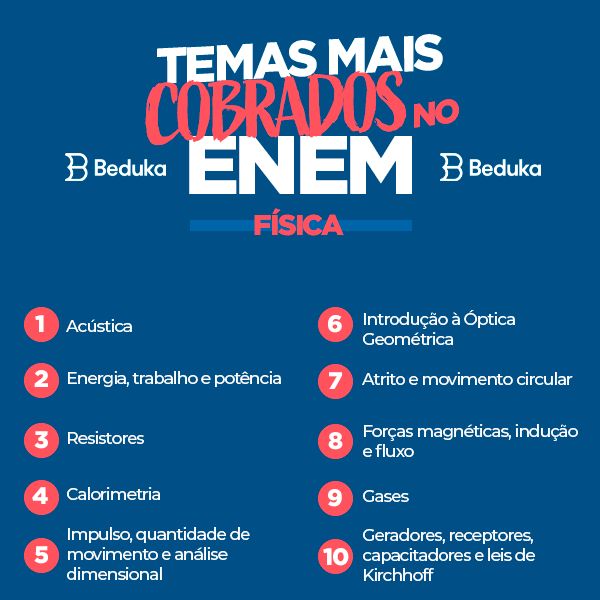 TEMAS MAIS
COBRADOS NO
ENEM
Beduka
Beduka
FÍSICA
1 Acústica
2 Energia, trabalho e potência
3 Resistores
4 Calorimetria
5 Impulso, quantidade de
movimento e análise
dimensional
6 Introdução à Óptica
Geométrica
7 Atrito e movimento circular
8 Forças magnéticas, indução
e fluxo
9 Gases
10 Geradores, receptores,
capacitadores e leis de
Kirchhoff